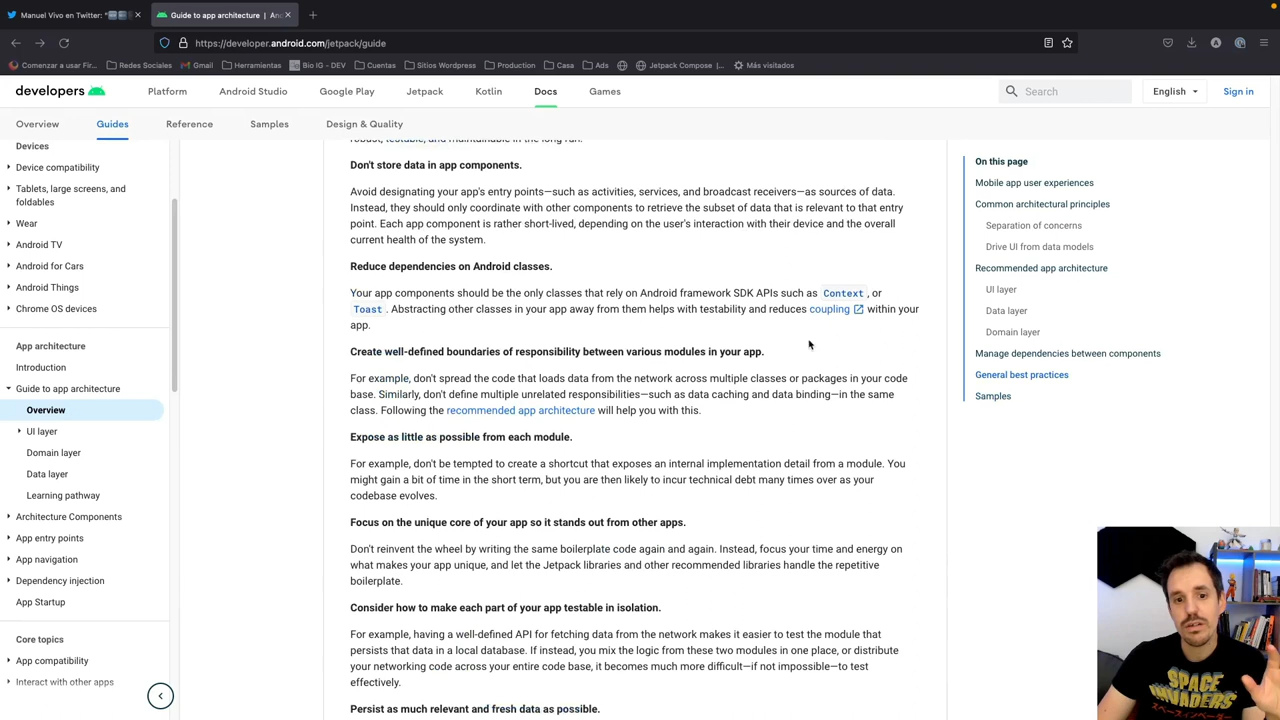 Manuel Vivo en Twitter: "
Guide to app architecture | An
https://developer.android.com/jetpack/guide
Comenzar a usar Fir...
Redes Sociales
Gmail
Herramientas
Bio IG - DEV
Cuentas
Sitios Wordpress
Production
Casa
Ads
Jetpack Compose |...
Más visitados
developers
Platform
Android Studio
Google Play
Jetpack
Kotlin
Docs
Games
Search
English
Sign in
Overview
Guides
Reference
Samples
Design & Quality
Devices
Device compatibility
Tablets, large screens, and
foldables
Wear
Android TV
Android for Cars
Android Things
Chrome OS devices
App architecture
Introduction
Guide to app architecture
Overview
UI layer
Domain layer
Data layer
Learning pathway
Architecture Components
App entry points
App navigation
Dependency injection
App Startup
Core topics
App compatibility
Interact with other apps
robust, testable, and maintainable in the long run:
Don't store data in app components.
Avoid designating your app's entry points—such as activities, services, and broadcast receivers—as sources of data.
Instead, they should only coordinate with other components to retrieve the subset of data that is relevant to that entry
point. Each app component is rather short-lived, depending on the user's interaction with their device and the overall
current health of the system.
Reduce dependencies on Android classes.
Your app components should be the only classes that rely on Android framework SDK APIs such as Context, or
Toast. Abstracting other classes in your app away from them helps with testability and reduces coupling within your
app.
Create well-defined boundaries of responsibility between various modules in your app.
For example, don't spread the code that loads data from the network across multiple classes or packages in your code
base. Similarly, don't define multiple unrelated responsibilities—such as data caching and data binding—in the same
class. Following the recommended app architecture will help you with this.
Expose as little as possible from each module.
For example, don't be tempted to create a shortcut that exposes an internal implementation detail from a module. You
might gain a bit of time in the short term, but you are then likely to incur technical debt many times over as your
codebase evolves.
Focus on the unique core of your app so it stands out from other apps.
Don't reinvent the wheel by writing the same boilerplate code again and again. Instead, focus your time and energy on
what makes your app unique, and let the Jetpack libraries and other recommended libraries handle the repetitive
boilerplate.
Consider how to make each part of your app testable in isolation.
For example, having a well-defined API for fetching data from the network makes it easier to test the module that
persists that data in a local database. If instead, you mix the logic from these two modules in one place, or distribute
your networking code across your entire code base, it becomes much more difficult—if not impossible—to test
effectively.
Persist as much relevant and fresh data as possible.
On this page
Mobile app user experiences
Common architectural principles
Separation of concerns
Drive UI from data models
Recommended app architecture
UI layer
Data layer
Domain layer
Manage dependencies between components
General best practices
Samples
SPACE
INVADERS